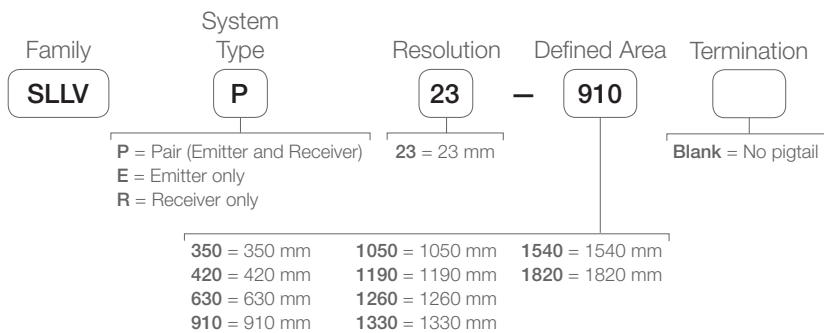 Family
System
Type
Resolution
Defined Area
Termination
SLLV
P
23
–
910
P = Pair (Emitter and Receiver)
E = Emitter only
R = Receiver only
23 = 23 mm
Blank = No pigtail
350 = 350 mm
420 = 420 mm
630 = 630 mm
910 = 910 mm
1050 = 1050 mm
1190 = 1190 mm
1260 = 1260 mm
1330 = 1330 mm
1540 = 1540 mm
1820 = 1820 mm